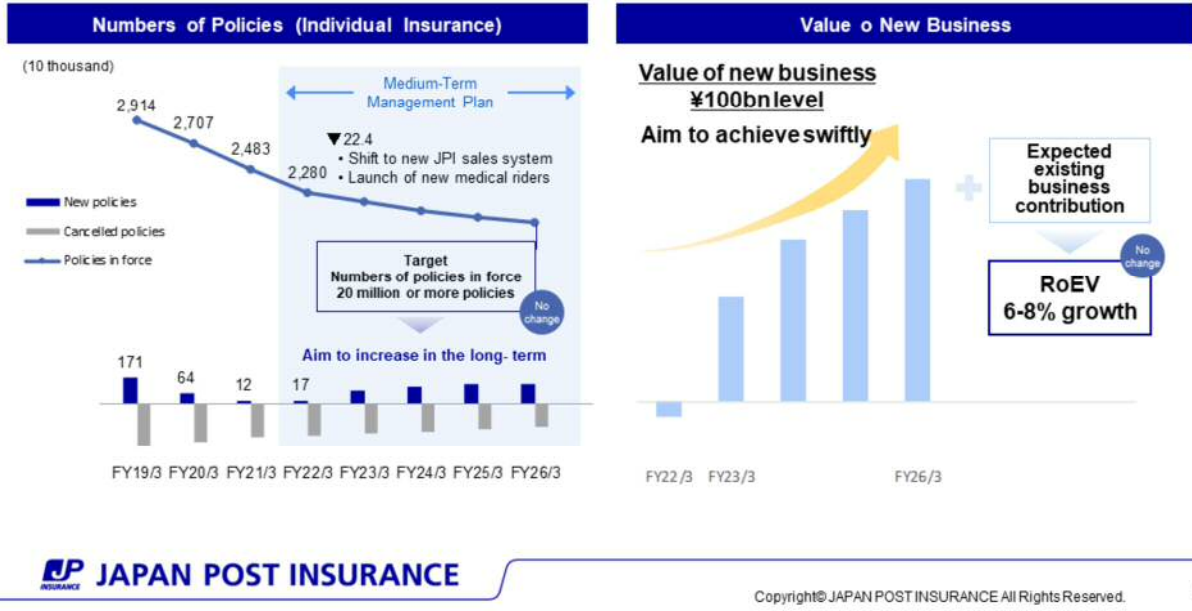 Numbers of Policies (Individual Insurance)
(10 thousand)
Medium-Term
Management Plan
2,914
2,707
2,483
2,280
▼22.4
• Shift to new JPI sales system
• Launch of new medical riders
New policies
Cancelled policies
Policies in force
Target
Numbers of policies in force
20 million or more policies
No
change
Aim to increase in the long- term
171
64
12
17
FY19/3 FY20/3 FY21/3 FY22/3 FY23/3 FY24/3 FY25/3 FY26/3
Value o New Business
Value of new business
¥100bnlevel
Aim to achieve swiftly
Expected
existing
business
contribution
No
change
RoEV
6-8% growth
FY22/3 FY23/3 FY26/3
JP
INSURANCE
JAPAN POST INSURANCE
Copyright© JAPAN POST INSURANCE All Rights Reserved.